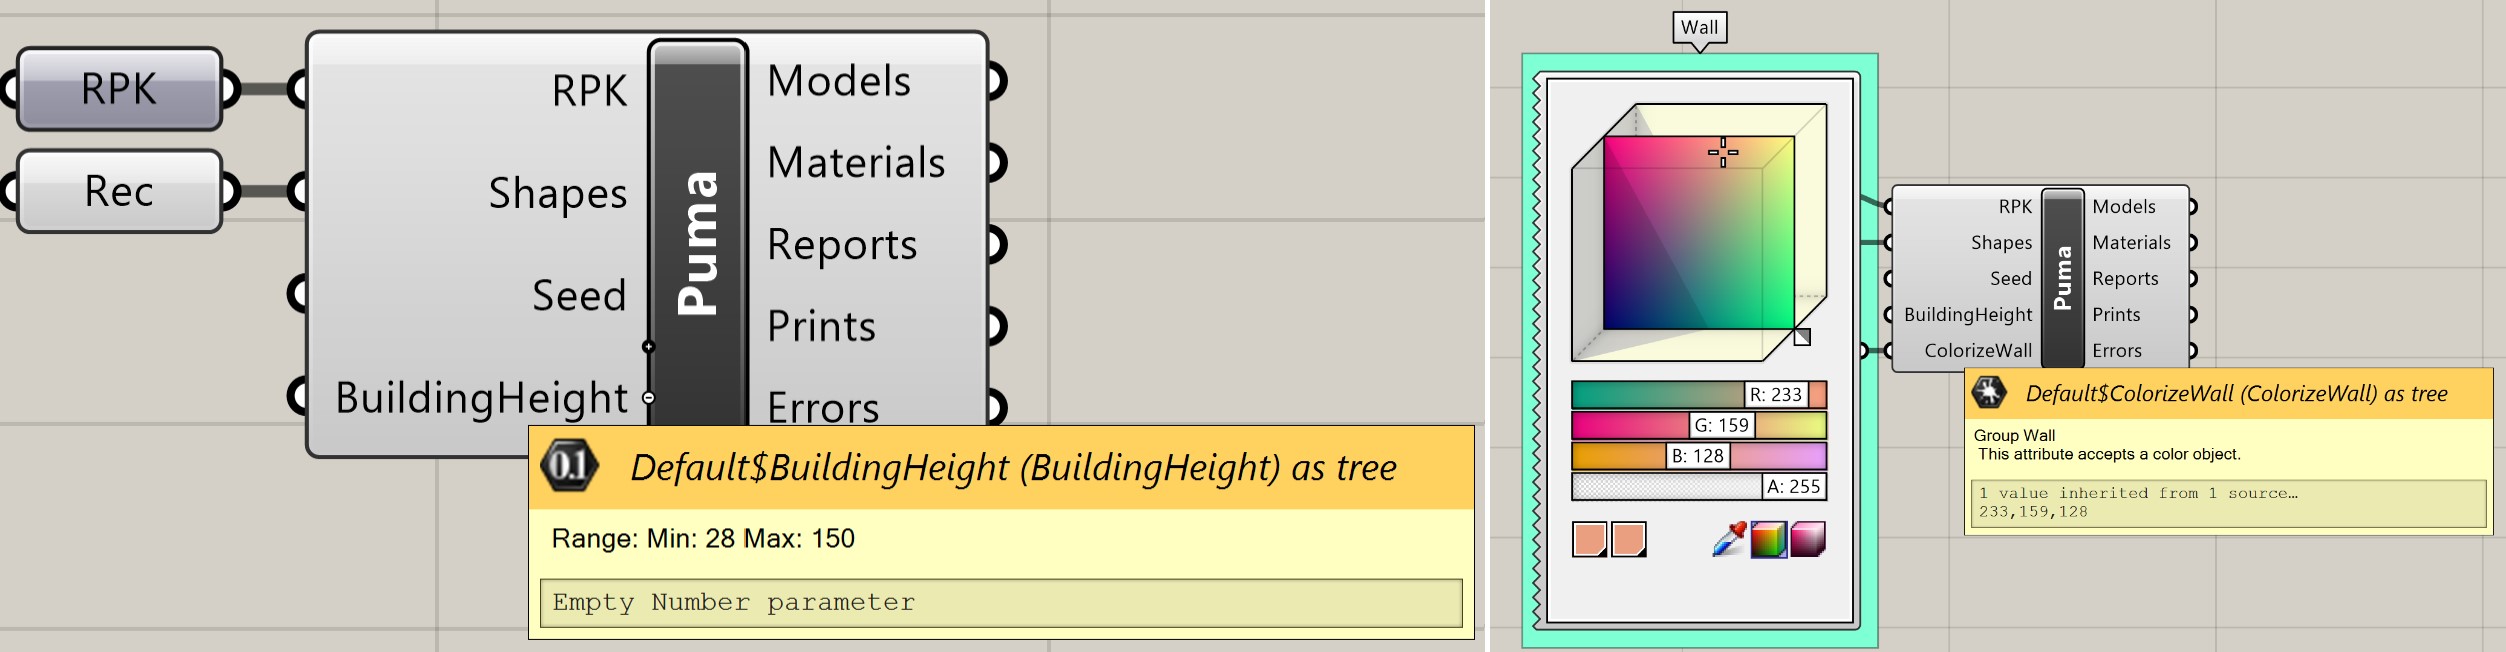 RPK
Rec
RPK
Shapes
Seed
BuildingHeight
Puma
Models
Materials
Reports
Prints
Errors
0.1
Default$BuildingHeight (BuildingHeight) as tree
Range: Min: 28 Max: 150
Empty Number parameter
Wall
R: 233
G: 159
B: 128
A: 255
RPK
Shapes
Seed
BuildingHeight
ColorizeWall
Puma
Models
Materials
Reports
Prints
Errors
Default$ColorizeWall (ColorizeWall) as tree
Group Wall
This attribute accepts a color object.
1 value inherited from 1 source…
233,159,128